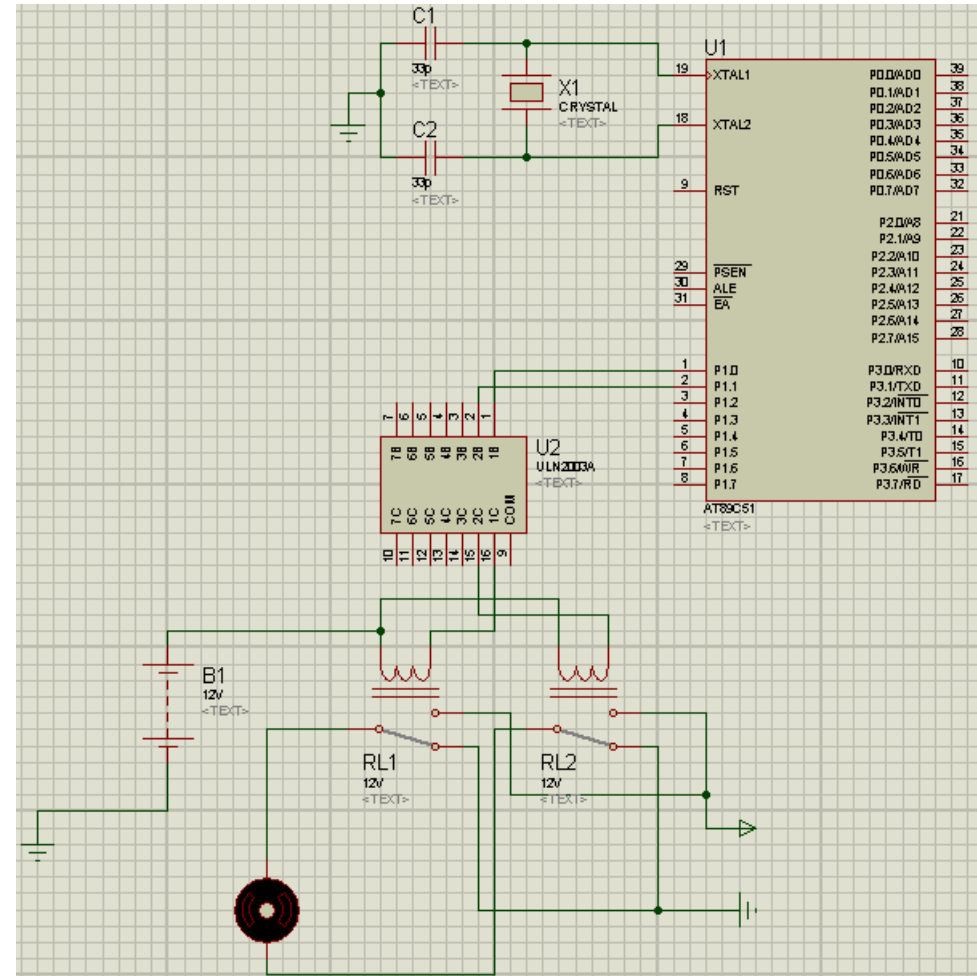 C1
33p
<TEXT>
X1
CRYSTAL
<TEXT>
C2
33p
<TEXT>
U1
19 XTAL1
18 XTAL2
9 RST
29 PSEN
30 ALE
31 EA
1 P1.0
2 P1.1
3 P1.2
4 P1.3
5 P1.4
6 P1.5
7 P1.6
8 P1.7
P0.0/AD0 39
P0.1/AD1 38
P0.2/AD2 37
P0.3/AD3 36
P0.4/AD4 35
P0.5/AD5 34
P0.6/AD6 33
P0.7/AD7 32
P2.0/A8 21
P2.1/A9 22
P2.2/A10 23
P2.3/A11 24
P2.4/A12 25
P2.5/A13 26
P2.6/A14 27
P2.7/A15 28
P3.0/RXD 10
P3.1/TXD 11
P3.2/INT0 12
P3.3/INT1 13
P3.4/T0 14
P3.5/T1 15
P3.6/WR 16
P3.7/RD 17
AT89C51
<TEXT>
7 6 5 4 3 2 1
7B 6B 5B 4B 3B 2B 1B
7C 6C 5C 4C 3C 2C 1C COM
10 11 12 13 14 15 16 9
U2
ULN2003A
<TEXT>
B1
12V
<TEXT>
RL1
12V
<TEXT>
RL2
12V
<TEXT>